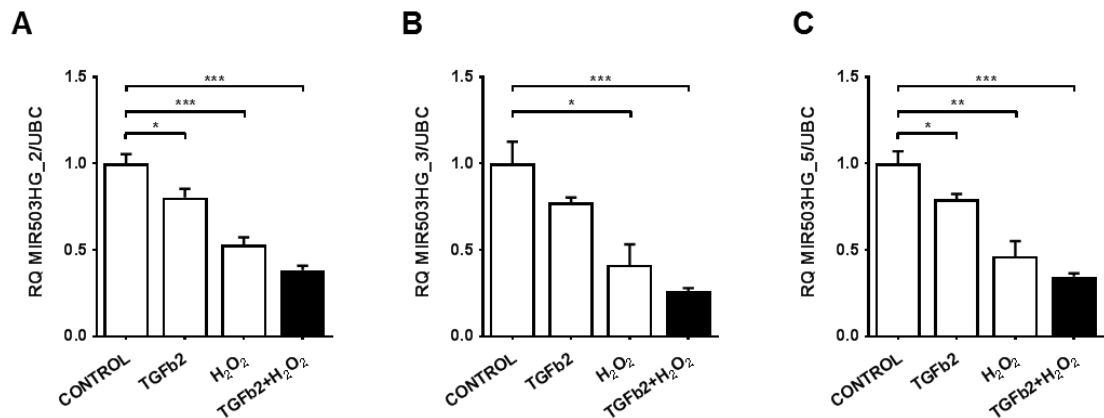 A
B
C
RQ MIR503HG_2/UBC
1.5
1.0
0.5
0.0
***
***
*
CONTROL
TGFb2
H₂O₂
TGFb2+H₂O₂
RQ MIR503HG_3/UBC
1.5
1.0
0.5
0.0
***
*
CONTROL
TGFb2
H₂O₂
TGFb2+H₂O₂
RQ MIR503HG_5/UBC
1.5
1.0
0.5
0.0
***
**
*
CONTROL
TGFb2
H₂O₂
TGFb2+H₂O₂